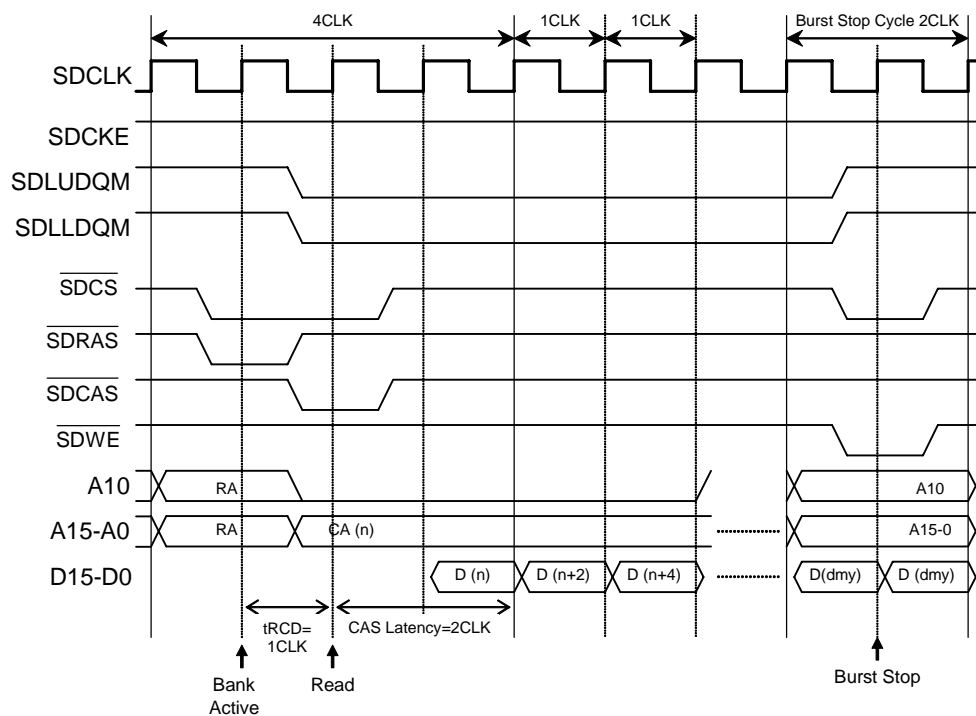 4CLK 1CLK 1CLK Burst Stop Cycle 2CLK
SDCLK
SDCKE
SDLUDQM
SDLLDQM
SDCS
SDRAS
SDCAS
SDWE
A10 RA A10
A15-A0 RA CA (n) A15-0
D15-D0 D (n) D (n+2) D (n+4) D(dmy) D (dmy)
tRCD= CAS Latency=2CLK
1CLK
Bank Read Burst Stop
Active